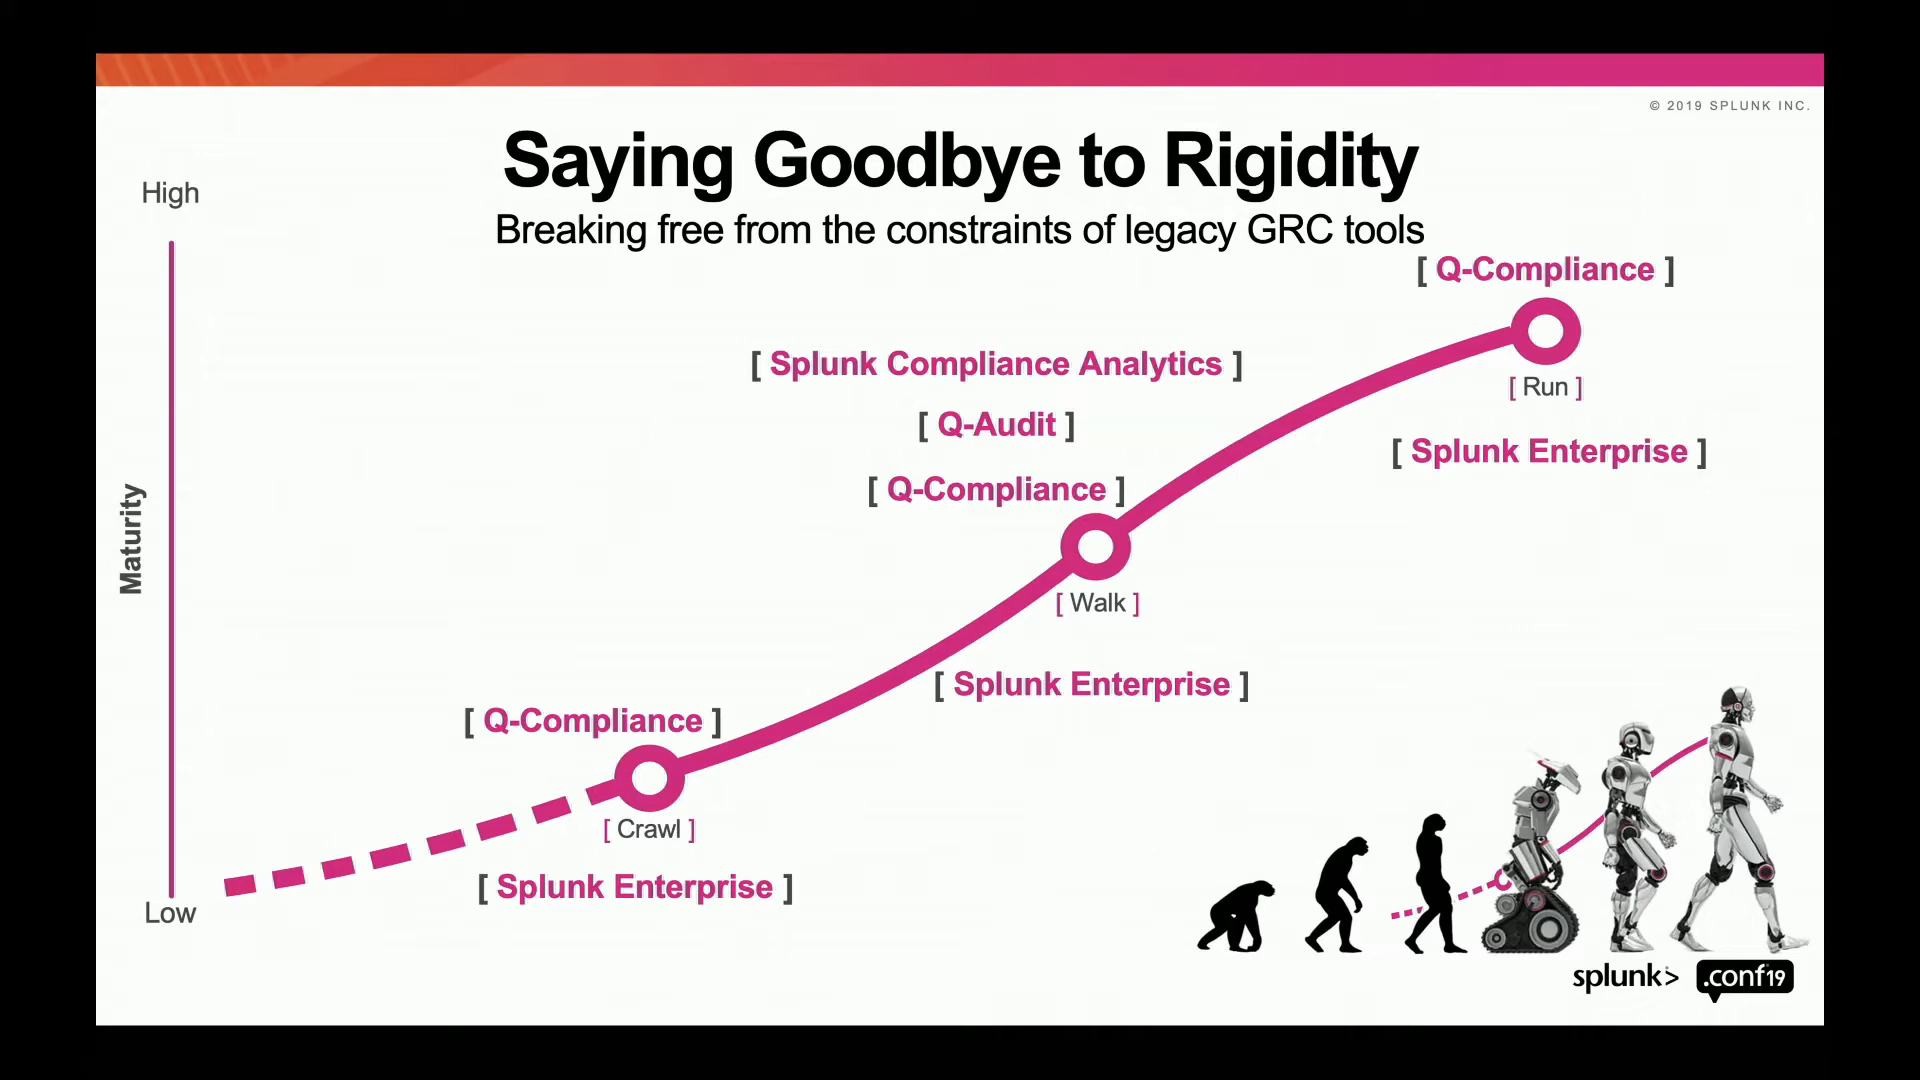 © 2019 SPLUNK INC.
Saying Goodbye to Rigidity
Breaking free from the constraints of legacy GRC tools
High
[ Q-Compliance ]
[ Splunk Compliance Analytics ]
[ Run ]
[ Q-Audit ]
[ Splunk Enterprise ]
[ Q-Compliance ]
Maturity
[ Walk ]
[ Splunk Enterprise ]
[ Q-Compliance ]
[ Crawl ]
[ Splunk Enterprise ]
Low
splunk> .conf19